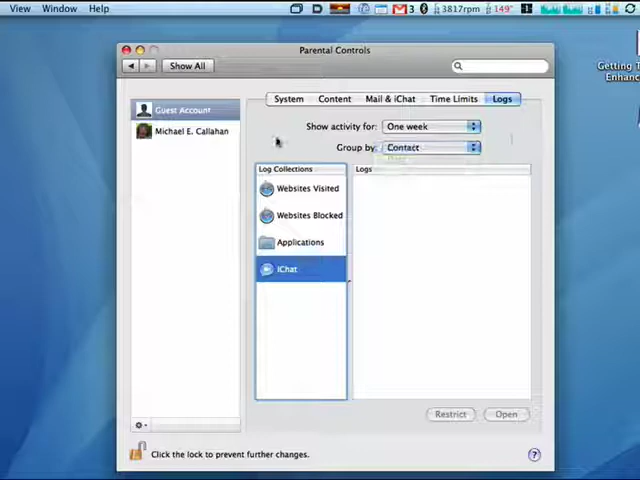 View Window Help 3 3817rpm 149°
Parental Controls
Show All
Getting T
Enhanc
System Content Mail & iChat Time Limits Logs
Guest Account
Michael E. Callahan
Show activity for: One week
Group by: Contact
Log Collections Logs
Websites Visited
Websites Blocked
Applications
iChat
Restrict Open
Click the lock to prevent further changes. ?